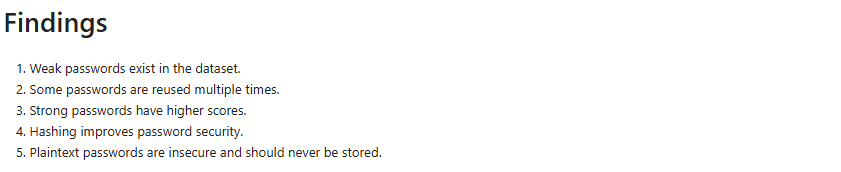 Findings
1. Weak passwords exist in the dataset.
2. Some passwords are reused multiple times.
3. Strong passwords have higher scores.
4. Hashing improves password security.
5. Plaintext passwords are insecure and should never be stored.